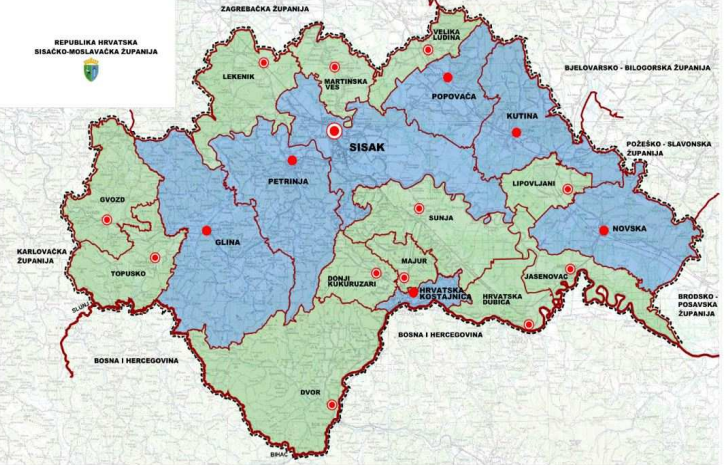 ZAGREBAČKA ŽUPANIJA
REPUBLIKA HRVATSKA
SISAČKO-MOSLAVAČKA ŽUPANIJA
VELIKA
LUDINA
LEKENIK
MARTINSKA
VES
POPOVAČA
BJELOVARSKO - BILOGORSKA ŽUPANIJA
KUTINA
SISAK
POŽEŠKO - SLAVONSKA
ŽUPANIJA
PETRINJA
LIPOVLJANI
GVOZD
SUNJA
NOVSKA
GLINA
KARLOVAČKA
ŽUPANIJA
TOPUSKO
MAJUR
DONJI
KUKURUZARI
JASENOVAC
HRVATSKA
KOSTAJNICA
HRVATSKA
DUBICA
BRODSKO -
POSAVSKA
ŽUPANIJA
SLUNJ
BOSNA I HERCEGOVINA
BOSNA I HERCEGOVINA
DVOR
BIHAĆ